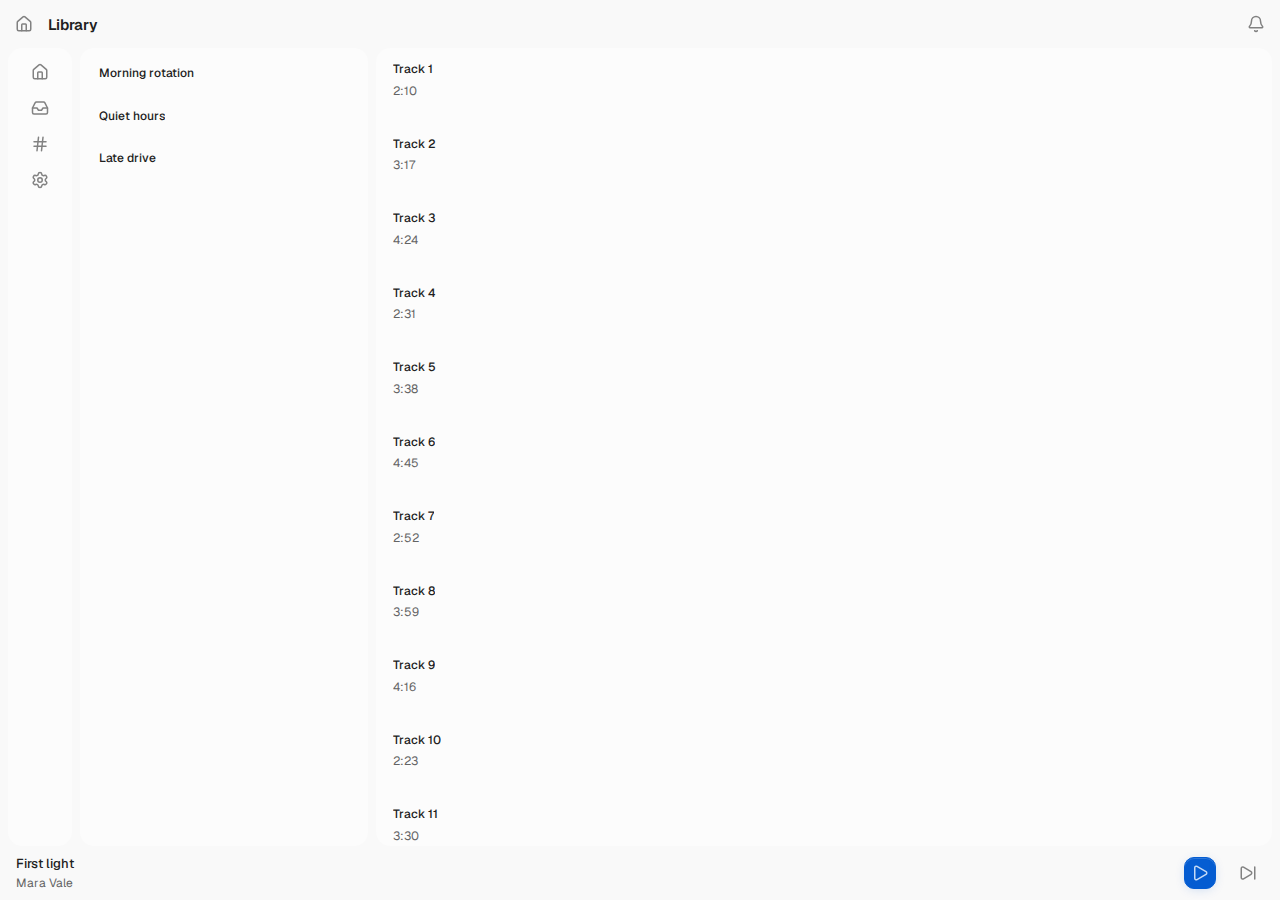 Library
Morning rotation
Quiet hours
Late drive
Track 1
2:10
Track 2
3:17
Track 3
4:24
Track 4
2:31
Track 5
3:38
Track 6
4:45
Track 7
2:52
Track 8
3:59
Track 9
4:16
Track 10
2:23
Track 11
3:30
First light
Mara Vale